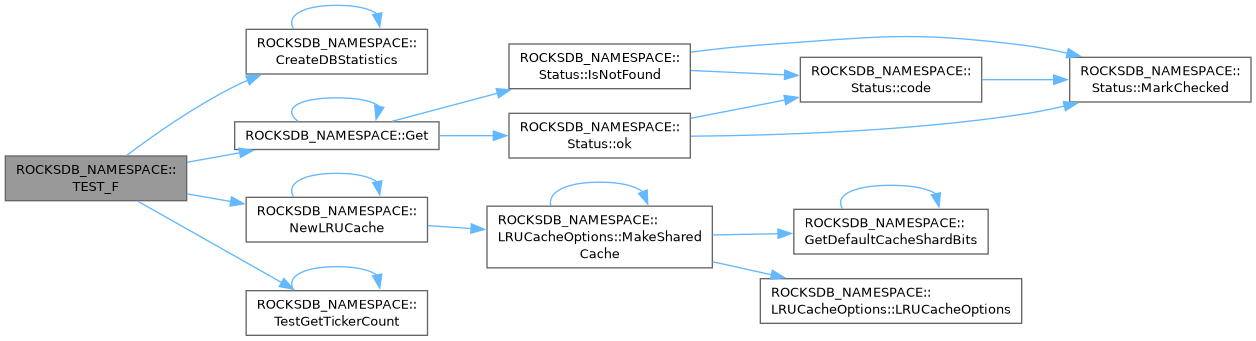 ROCKSDB_NAMESPACE::
TEST_F
ROCKSDB_NAMESPACE::
CreateDBStatistics
ROCKSDB_NAMESPACE::Get
ROCKSDB_NAMESPACE::
Status::IsNotFound
ROCKSDB_NAMESPACE::
Status::code
ROCKSDB_NAMESPACE::
Status::MarkChecked
ROCKSDB_NAMESPACE::
Status::ok
ROCKSDB_NAMESPACE::
NewLRUCache
ROCKSDB_NAMESPACE::
LRUCacheOptions::MakeShared
Cache
ROCKSDB_NAMESPACE::
GetDefaultCacheShardBits
ROCKSDB_NAMESPACE::
LRUCacheOptions::LRUCacheOptions
ROCKSDB_NAMESPACE::
TestGetTickerCount